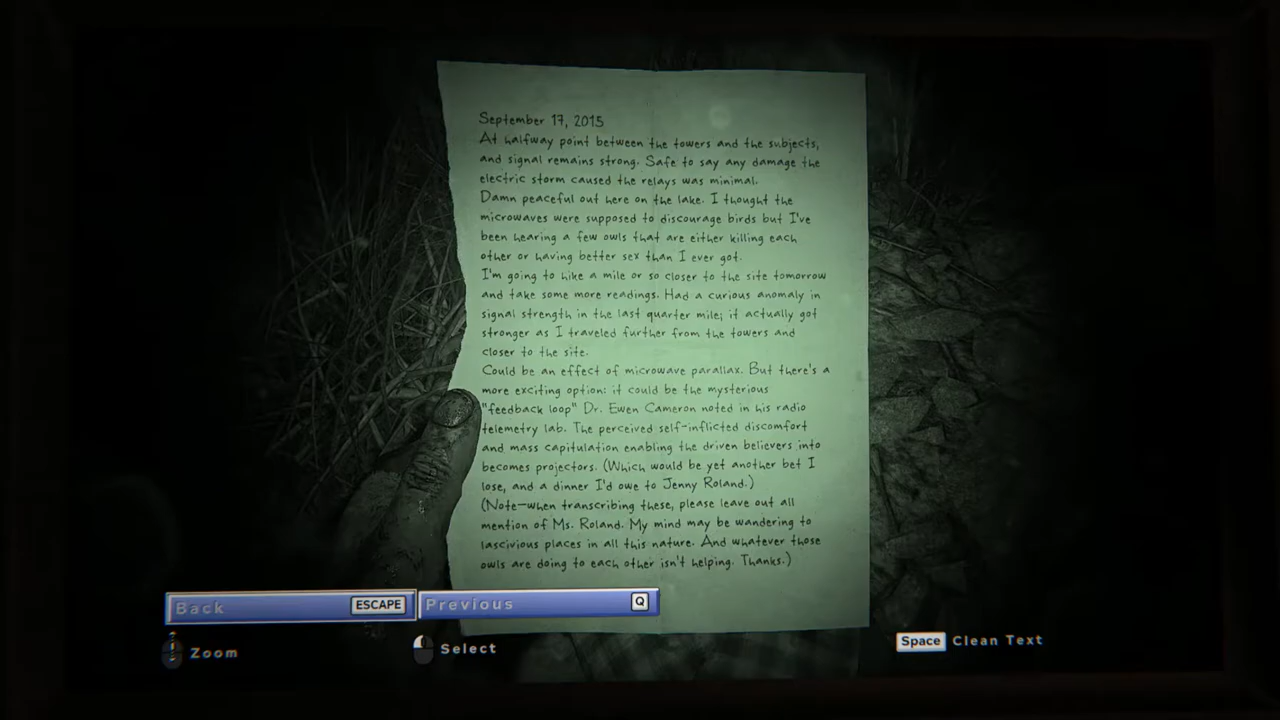 September 17, 2015
At halfway point between the towers and the subjects,
and signal remains strong. Safe to say any damage the
electric storm caused the relays was minimal.
Damn peaceful out here on the lake. I thought the
microwaves were supposed to discourage birds but I've
been hearing a few owls that are either killing each
other or having better sex than I ever got.
I'm going to hike a mile or so closer to the site tomorrow
and take some more readings. Had a curious anomaly in
signal strength in the last quarter mile; it actually got
stronger as I traveled further from the towers and
closer to the site.
Could be an effect of microwave parallax. But there's a
more exciting option: it could be the mysterious
"feedback loop" Dr. Ewen Cameron noted in his radio
telemetry lab. The perceived self-inflicted discomfort
and mass capitulation enabling the driven believers into
becomes projectors. (Which would be yet another bet I
lose, and a dinner I'd owe to Jenny Roland.)
(Note—when transcribing these, please leave out all
mention of Ms. Roland. My mind may be wandering to
lascivious places in all this nature. And whatever those
owls are doing to each other isn't helping. Thanks.)
Back ESCAPE Previous Q
Zoom Select Space Clean Text